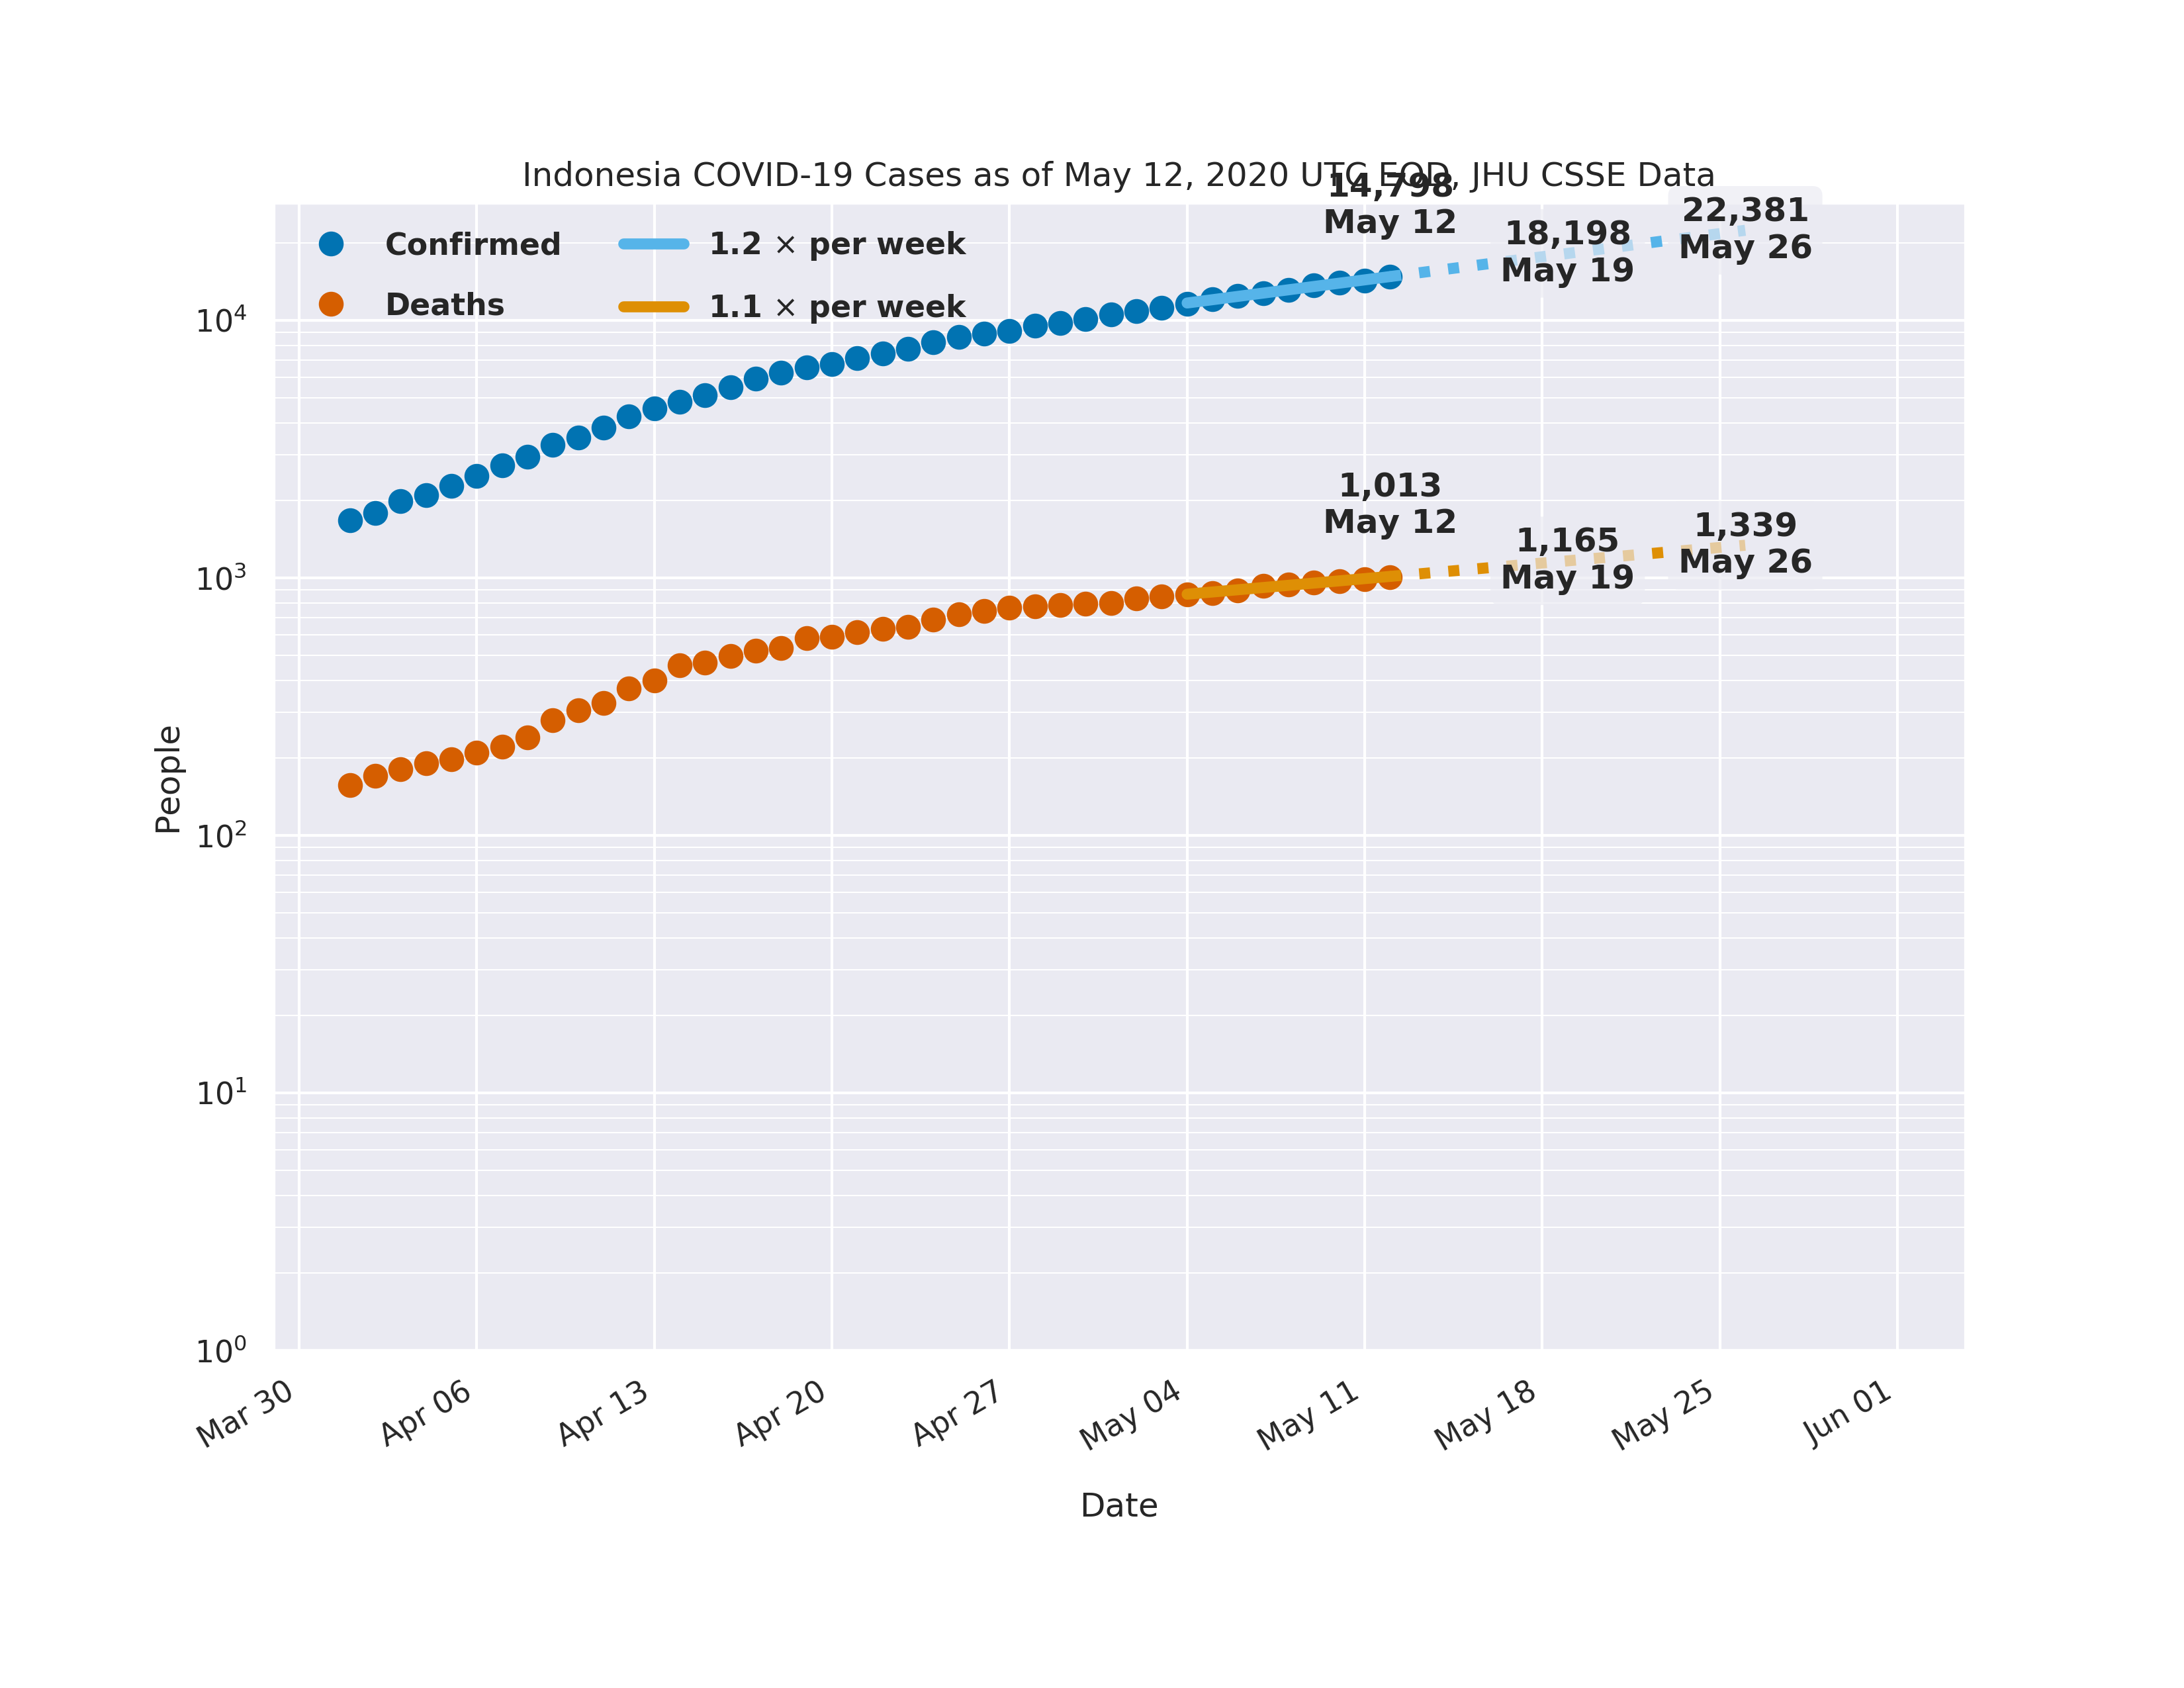 Indonesia COVID-19 Cases as of May 12, 2020 UTC EOD, JHU CSSE Data
14,798
May 12
18,198
May 19
22,381
May 26
Confirmed
Deaths
1.2 × per week
1.1 × per week
1,013
May 12
1,165
May 19
1,339
May 26
People
10⁴
10³
10²
10¹
10⁰
Mar 30
Apr 06
Apr 13
Apr 20
Apr 27
May 04
May 11
May 18
May 25
Jun 01
Date